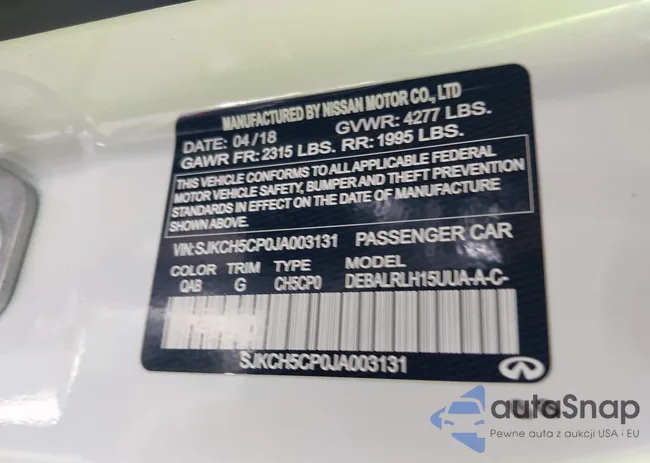 MANUFACTURED BY NISSAN MOTOR CO., LTD
DATE: 04/18 GVWR: 4277 LBS.
GAWR FR: 2315 LBS. RR: 1995 LBS.
THIS VEHICLE CONFORMS TO ALL APPLICABLE FEDERAL
MOTOR VEHICLE SAFETY, BUMPER AND THEFT PREVENTION
STANDARDS IN EFFECT ON THE DATE OF MANUFACTURE
SHOWN ABOVE.
VIN:SJKCH5CP0JA003131 PASSENGER CAR
COLOR TRIM TYPE
QAB G CH5CP0 DEBALRLH15UUA-A-C-
SJKCH5CP0JA003131
autaSnap
Pewne auta z aukcji USA i EU